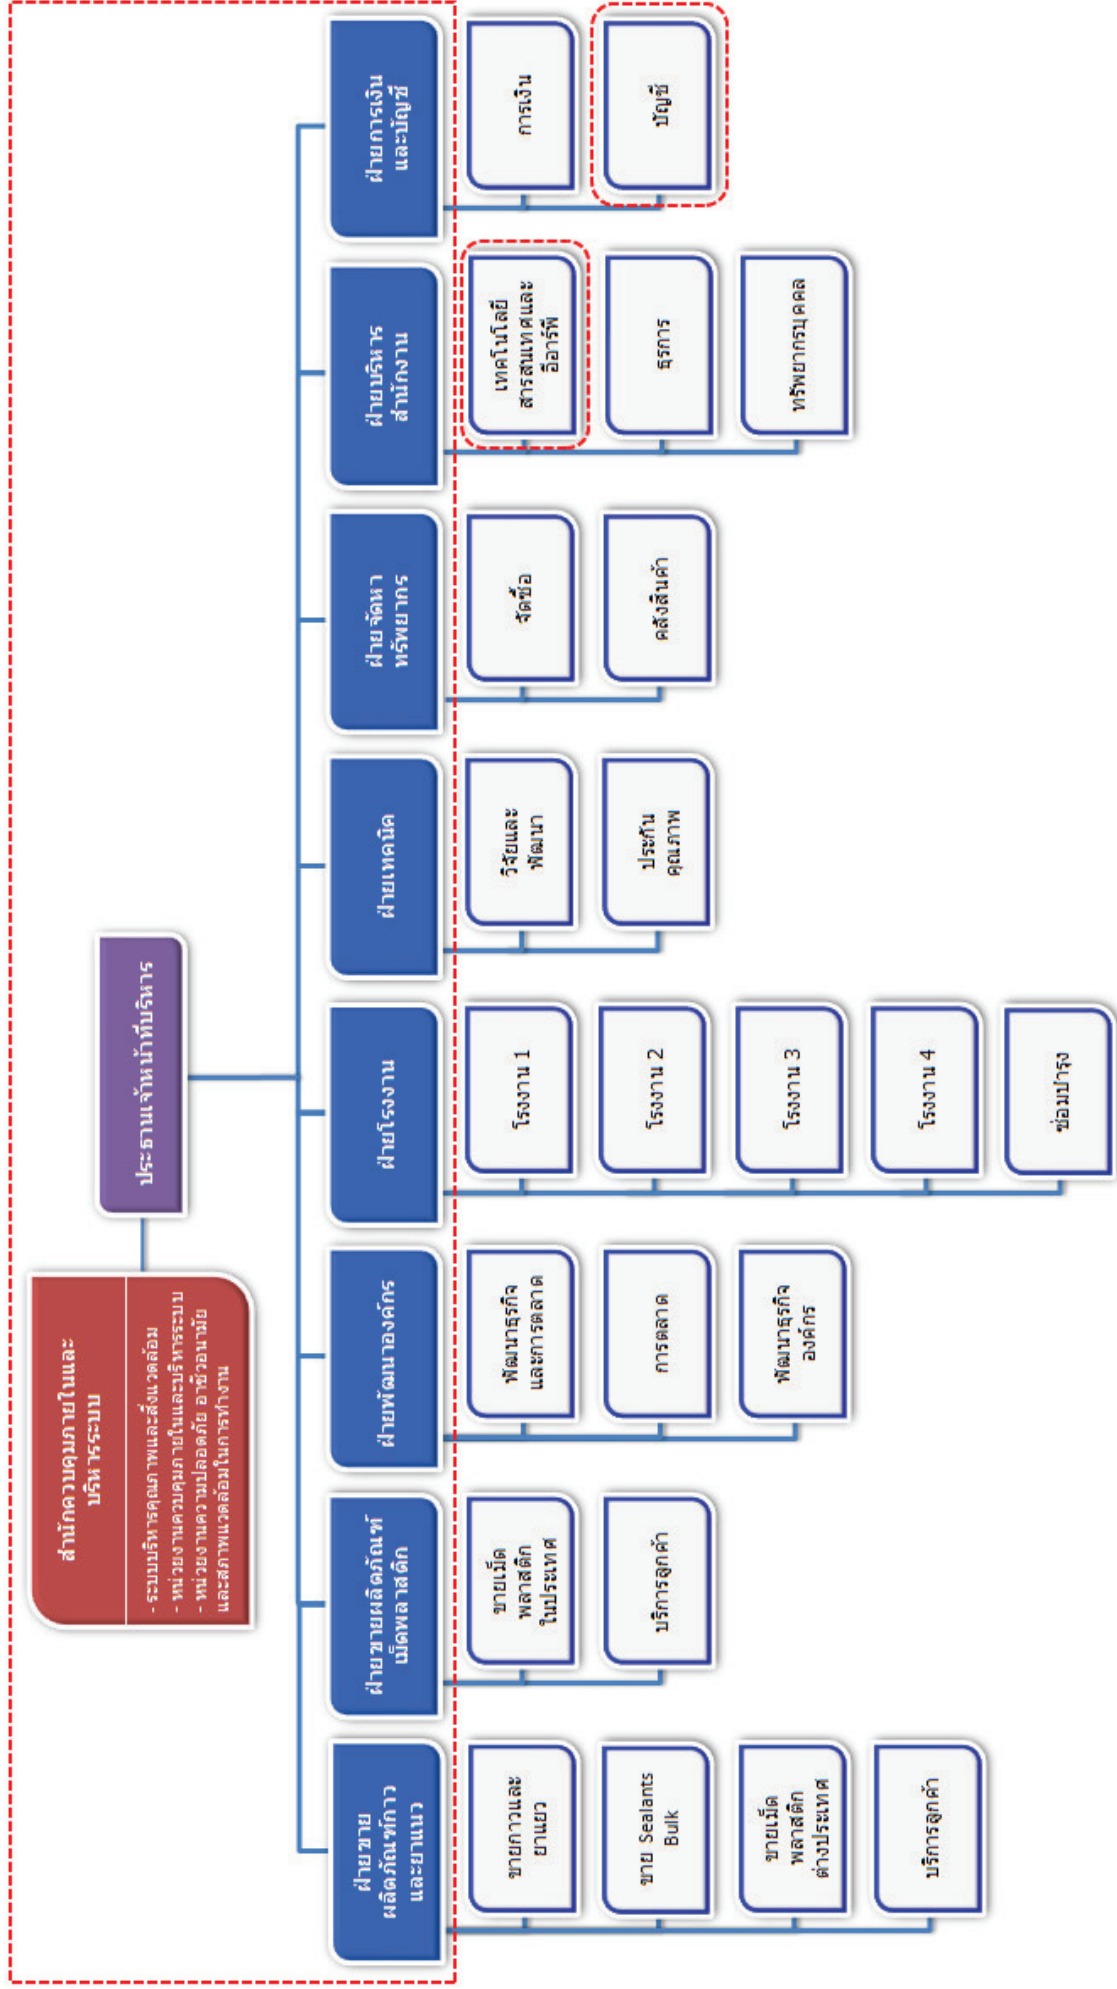 ประธานเจ้าหน้าที่บริหาร
สำนักควบคุมภายในและ
บริหารระบบ
- ระบบบริหารคุณภาพและสิ่งแวดล้อม
- หน่วยงานควบคุมภายในและบริหารระบบ
- หน่วยงานความปลอดภัย อาชีวอนามัย
และสภาพแวดล้อมในการทำงาน
ฝ่ายขาย
ผลิตภัณฑ์กาว
และยาแนว
ขายกาวและ
ยาแยว
ขาย Sealants
Bulk
ขายเม็ด
พลาสติก
ต่างประเทศ
บริการลูกค้า
ฝ่ายขายผลิตภัณฑ์
เม็ดพลาสติก
ขายเม็ด
พลาสติก
ในประเทศ
บริการลูกค้า
ฝ่ายพัฒนาองค์กร
พัฒนาธุรกิจ
และการตลาด
การตลาด
พัฒนาธุรกิจ
องค์กร
ฝ่ายโรงงาน
โรงงาน 1
โรงงาน 2
โรงงาน 3
โรงงาน 4
ซ่อมบำรุง
ฝ่ายเทคนิค
วิจัยและ
พัฒนา
ประกัน
คุณภาพ
ฝ่ายจัดหา
ทรัพยากร
จัดซื้อ
คลังสินค้า
ฝ่ายบริหาร
สำนักงาน
เทคโนโลยี
สารสนเทศและ
อีอาร์พี
ธุรการ
ทรัพยากรบุคคล
ฝ่ายการเงิน
และบัญชี
การเงิน
บัญชี